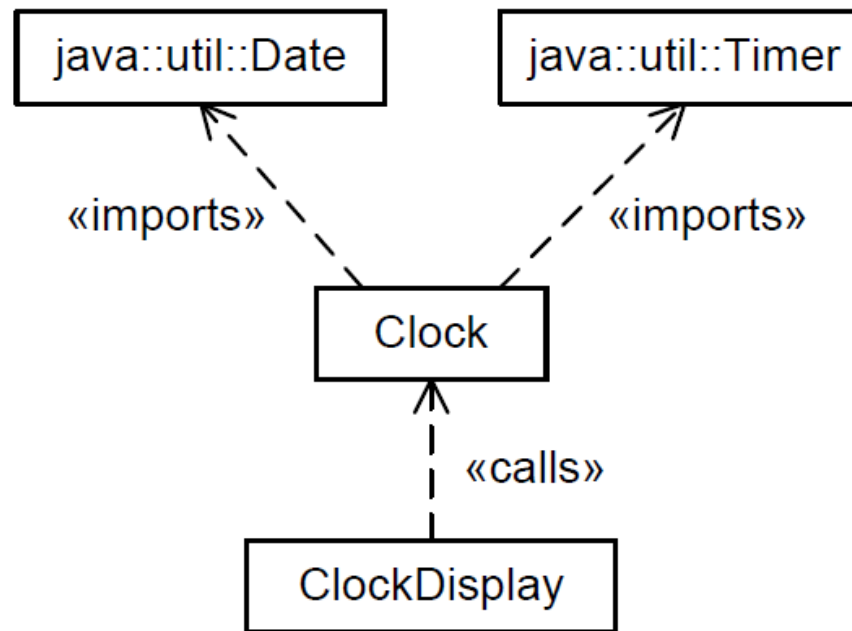 java::util::Date
java::util::Timer
«imports»
«imports»
Clock
«calls»
ClockDisplay